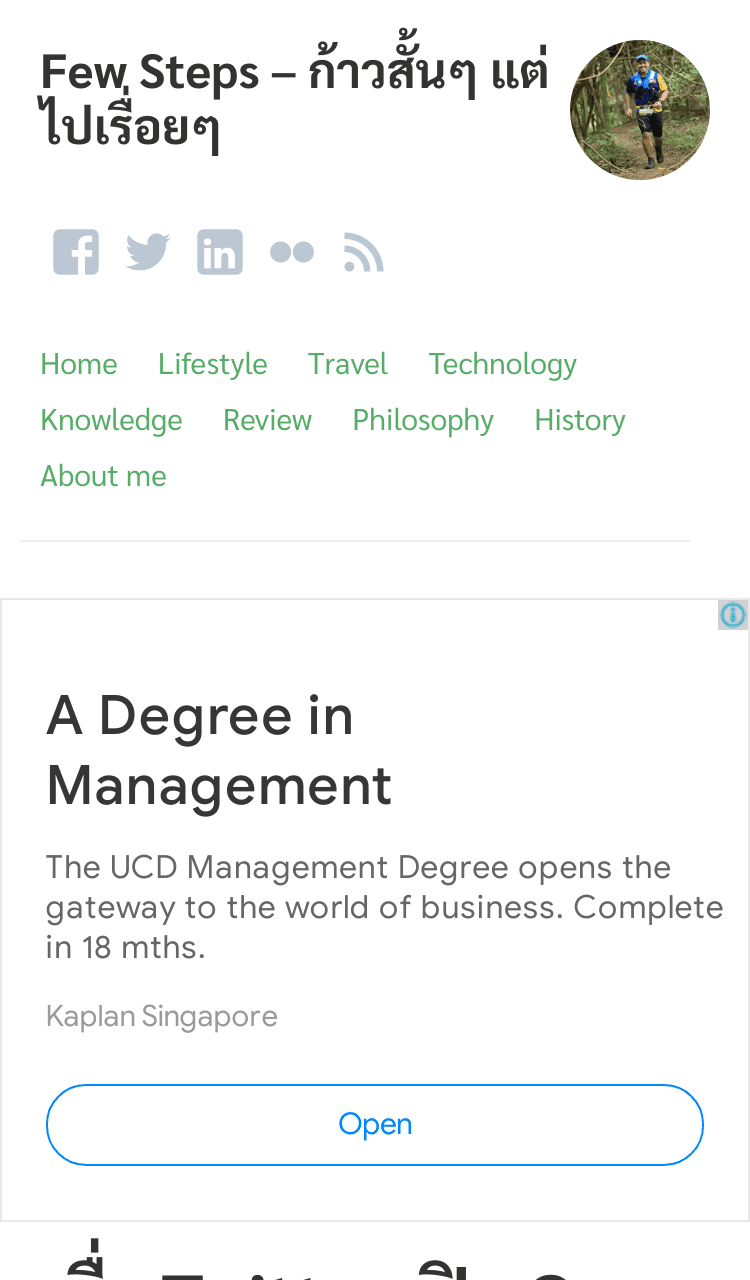 Few Steps – ก้าวสั้นๆ แต่
ไปเรื่อยๆ
Home Lifestyle Travel Technology
Knowledge Review Philosophy History
About me
A Degree in
Management
The UCD Management Degree opens the
gateway to the world of business. Complete
in 18 mths.
Kaplan Singapore
Open